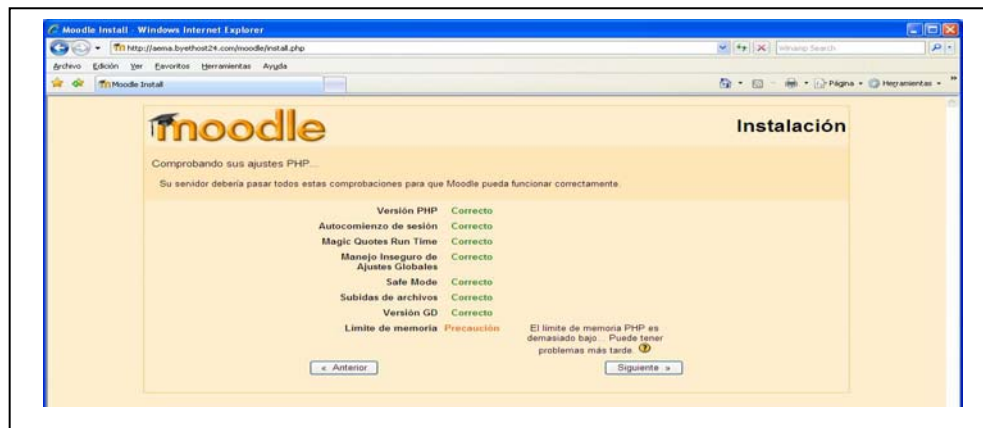 Moodle Install - Windows Internet Explorer
http://aema.byethost24.com/moodle/install.php
Winamp Search
Archivo Edición Ver Favoritos Herramientas Ayuda
Moodle Install
Página Herramientas
moodle
Instalación
Comprobando sus ajustes PHP...
Su servidor debería pasar todos estas comprobaciones para que Moodle pueda funcionar correctamente.
Versión PHP Correcto
Autocomienzo de sesión Correcto
Magic Quotes Run Time Correcto
Manejo Inseguro de Correcto
Ajustes Globales
Safe Mode Correcto
Subidas de archivos Correcto
Versión GD Correcto
Límite de memoria Precaución El límite de memoria PHP es
demasiado bajo... Puede tener
problemas más tarde.
« Anterior
Siguiente »